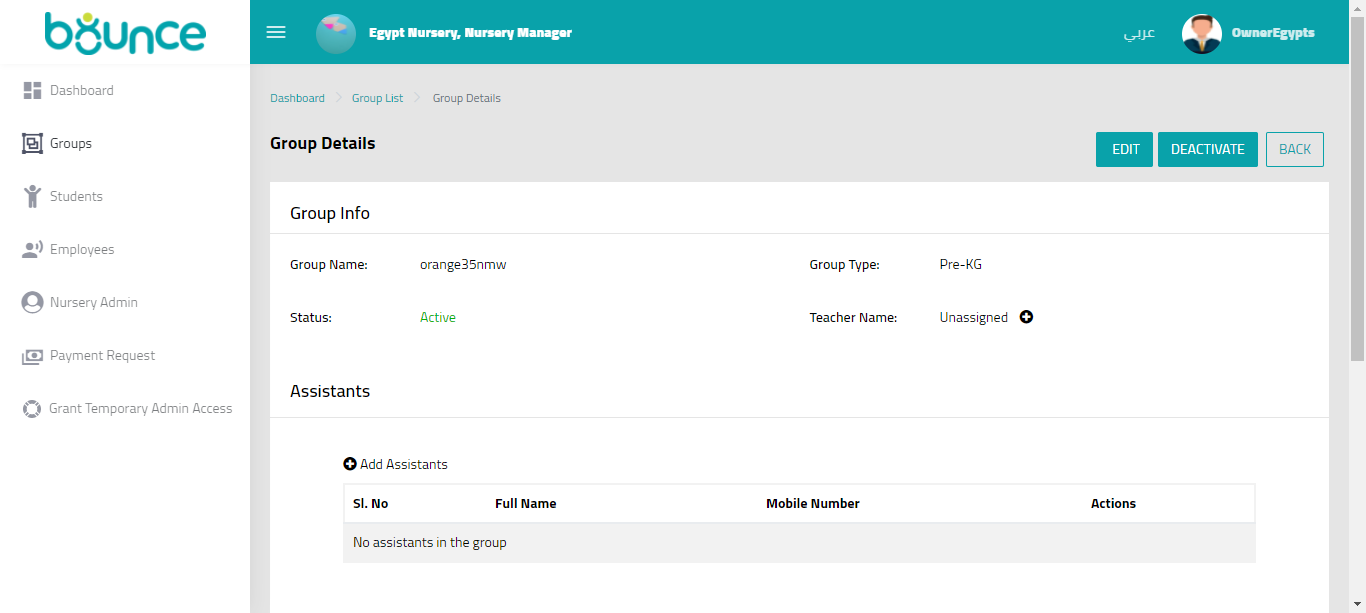 bounce
Egypt Nursery, Nursery Manager
عربي
OwnerEgypts
Dashboard
Groups
Students
Employees
Nursery Admin
Payment Request
Grant Temporary Admin Access
Dashboard Group List Group Details
Group Details
EDIT DEACTIVATE BACK
Group Info
Group Name: orange35nmw Group Type: Pre-KG
Status: Active Teacher Name: Unassigned
Assistants
Add Assistants
Sl. No Full Name Mobile Number Actions
No assistants in the group